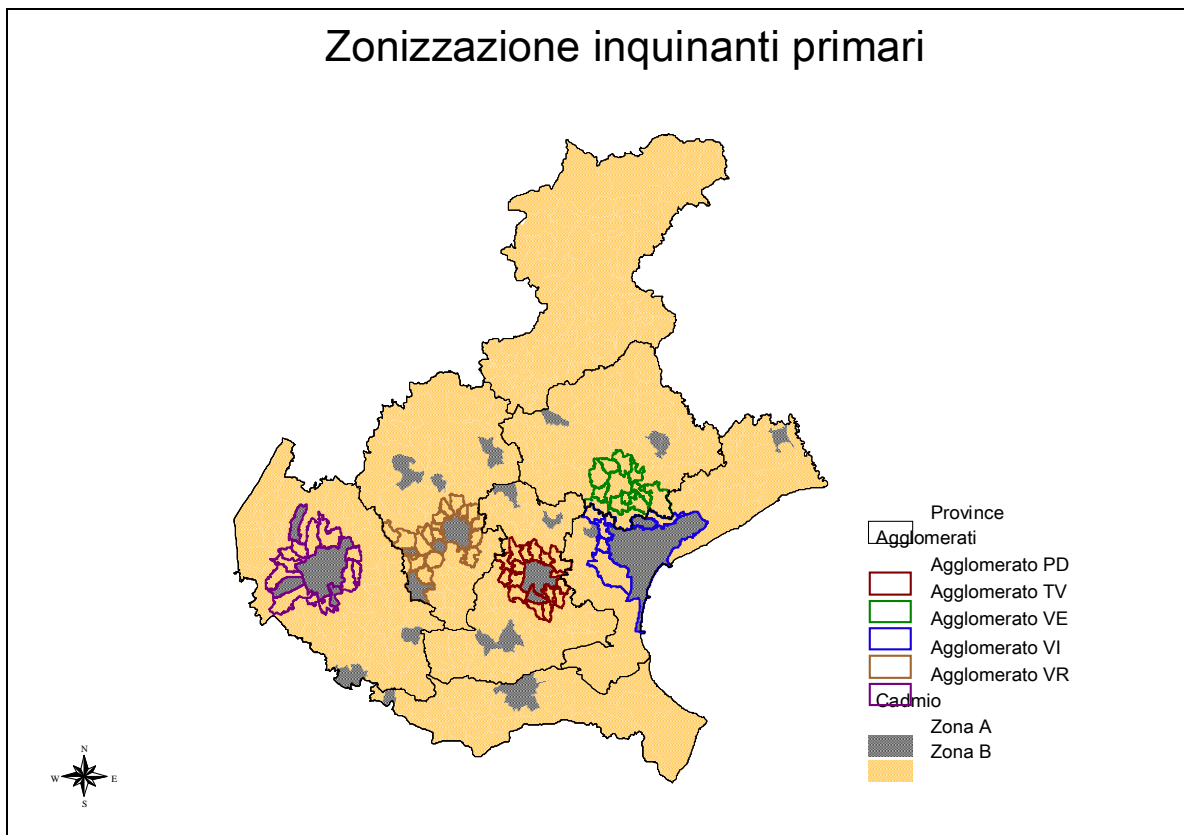 Zonizzazione inquinanti primari
Province
Agglomerati
Agglomerato PD
Agglomerato TV
Agglomerato VE
Agglomerato VI
Agglomerato VR
Cadmio
Zona A
Zona B
N
W E
S